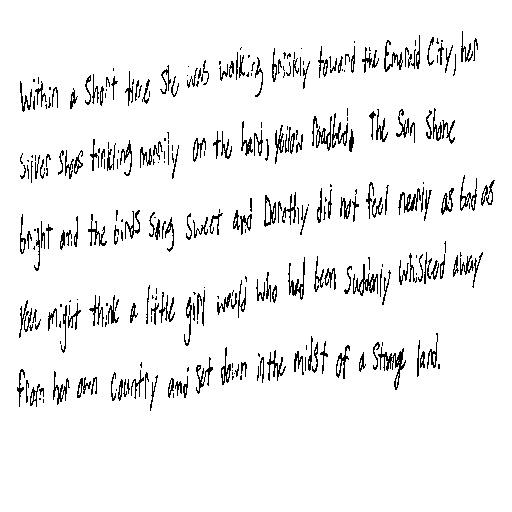 Within a short time she was walking briskly toward the Emerald City, her
silver shoes tinkling merrily on the hard, yellow roadbed. The sun shone
bright and the birds sang sweet and Dorothy did not feel nearly as bad as
you might think a little girl would who had been suddenly whisked away
from her own country and set down in the midst of a strange land.